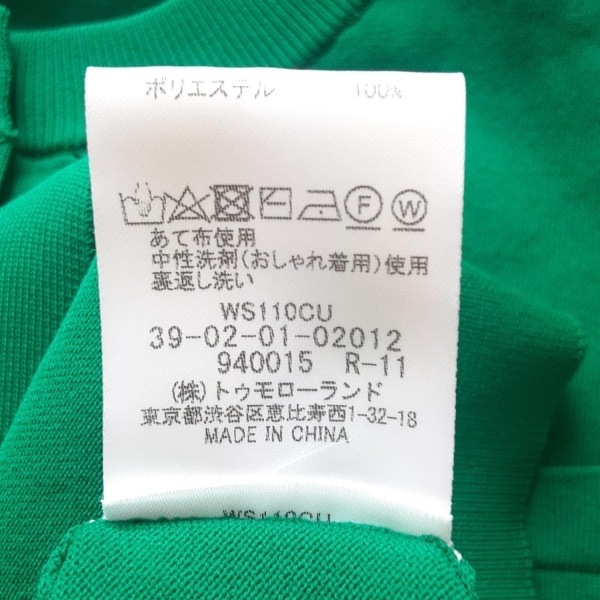 ポリエステル 100%
F W
あて布使用
中性洗剤(おしゃれ着用)使用
裏返し洗い
WS110CU
39-02-01-02012
940015 R-11
(株)トゥモローランド
東京都渋谷区恵比寿西1-32-18
MADE IN CHINA
WS110CU